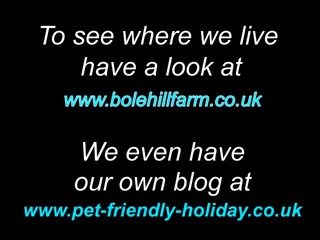 To see where we live
have a look at
www.bolehillfarm.co.uk
We even have
our own blog at
www.pet-friendly-holiday.co.uk